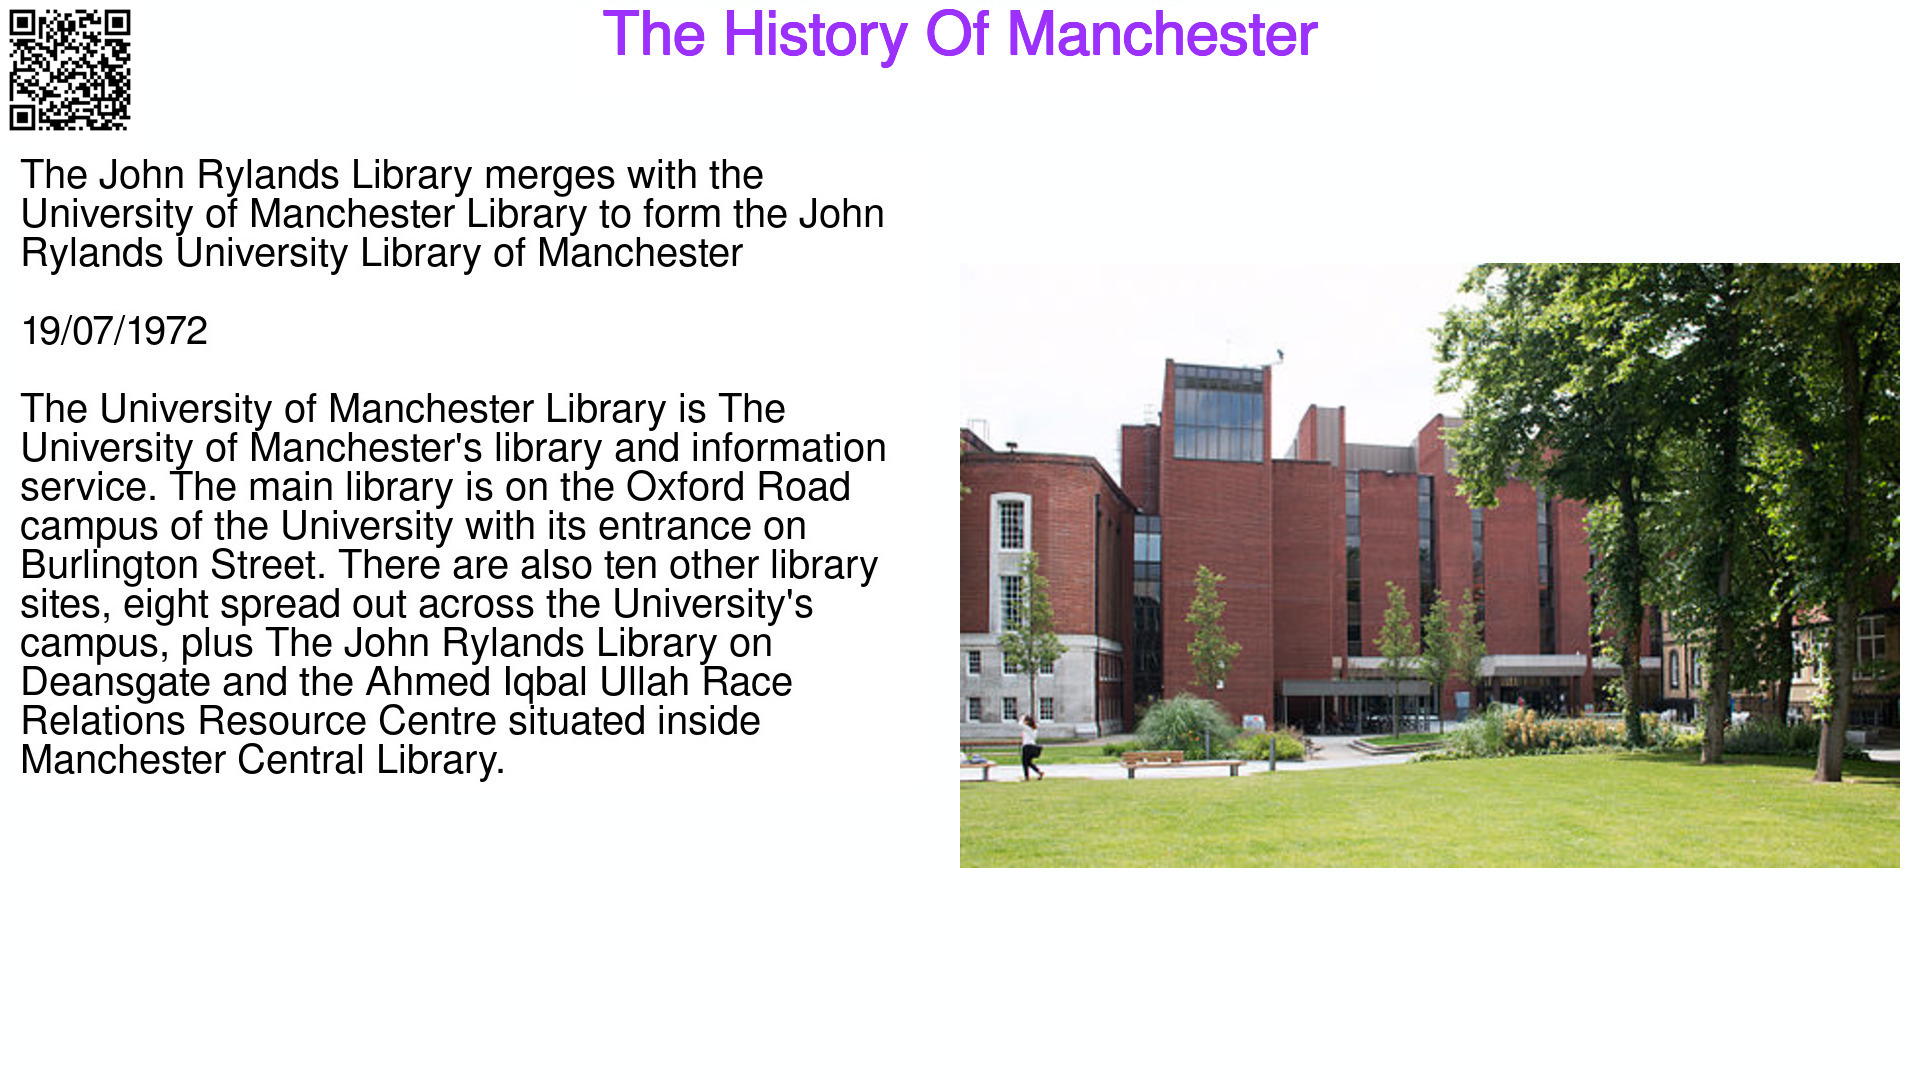 The History Of Manchester
The John Rylands Library merges with the
University of Manchester Library to form the John
Rylands University Library of Manchester
19/07/1972
The University of Manchester Library is The
University of Manchester's library and information
service. The main library is on the Oxford Road
campus of the University with its entrance on
Burlington Street. There are also ten other library
sites, eight spread out across the University's
campus, plus The John Rylands Library on
Deansgate and the Ahmed Iqbal Ullah Race
Relations Resource Centre situated inside
Manchester Central Library.